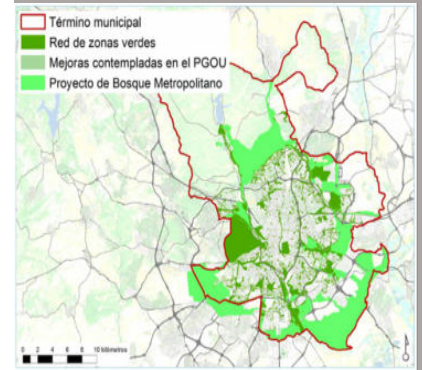 Término municipal
Red de zonas verdes
Mejoras contempladas en el PGOU
Proyecto de Bosque Metropolitano
0 2 4 6 8 10 kilómetros